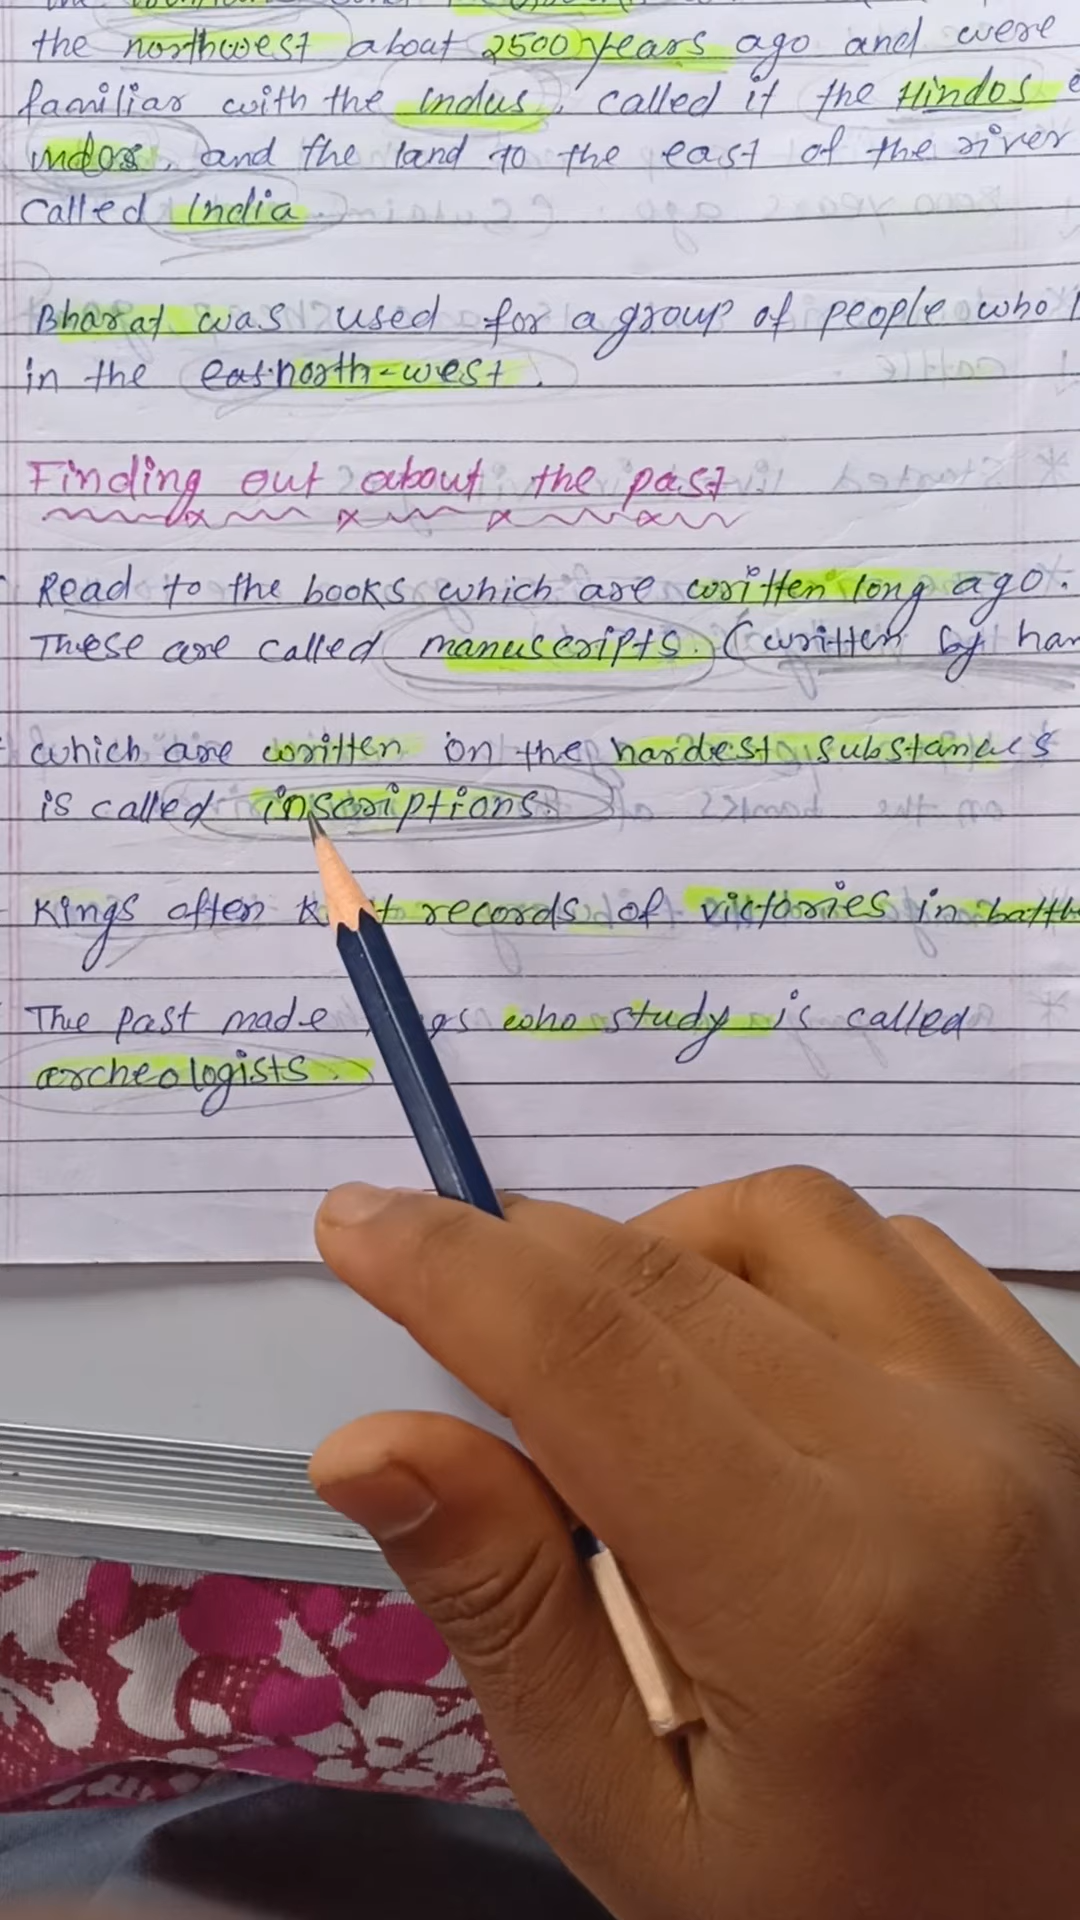 the northwest about 2500 years ago and were
familiar with the indus, called it the Hindos
indos, and the land to the east of the river
called India
Bharat was used for a group of people who
in the north-west.
Finding out about the past
Read to the books which are written long ago.
These are called manuscripts. (written by
which are written on the hardest substances
is called inscriptions
Kings often records of victories in
The past made who study is called
archeologists.